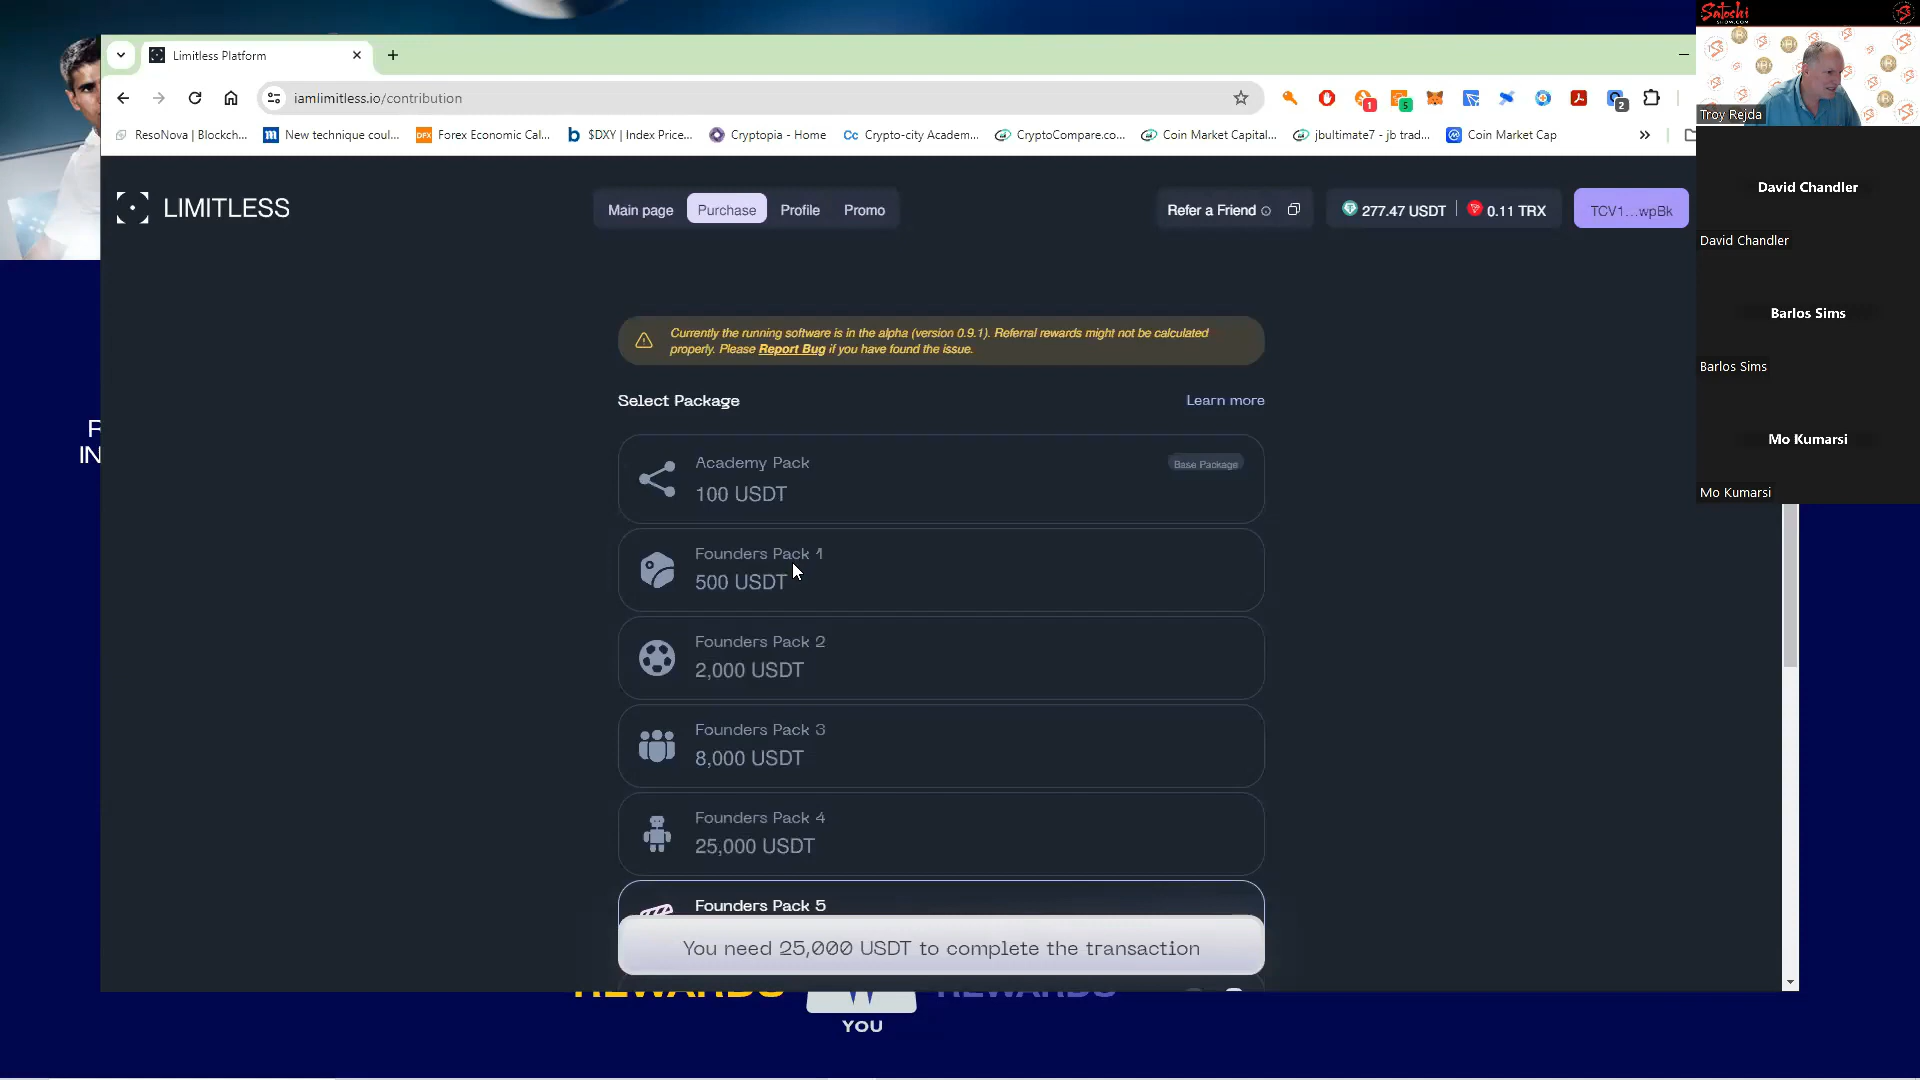 Limitless Platform
iamlimitless.io/contribution
1
5
2
ResoNova | Blockch...
New technique coul...
Forex Economic Cal...
$DXY | Index Price...
Cryptopia - Home
Crypto-city Academ...
CryptoCompare.co...
Coin Market Capital...
jbultimate7 - jb trad...
Coin Market Cap
LIMITLESS
Main page
Purchase
Profile
Promo
Refer a Friend
277.47 USDT
0.11 TRX
TCV1...wpBk
Currently the running software is in the alpha (version 0.9.1). Referral rewards might not be calculated
properly. Please Report Bug if you have found the issue.
Select Package
Learn more
Academy Pack
Base Package
100 USDT
Founders Pack 1
500 USDT
Founders Pack 2
2,000 USDT
Founders Pack 3
8,000 USDT
Founders Pack 4
25,000 USDT
Founders Pack 5
You need 25,000 USDT to complete the transaction
REWARDS
REWARDS
YOU
Satoshi
Troy Rejda
David Chandler
David Chandler
Barlos Sims
Barlos Sims
Mo Kumarsi
Mo Kumarsi